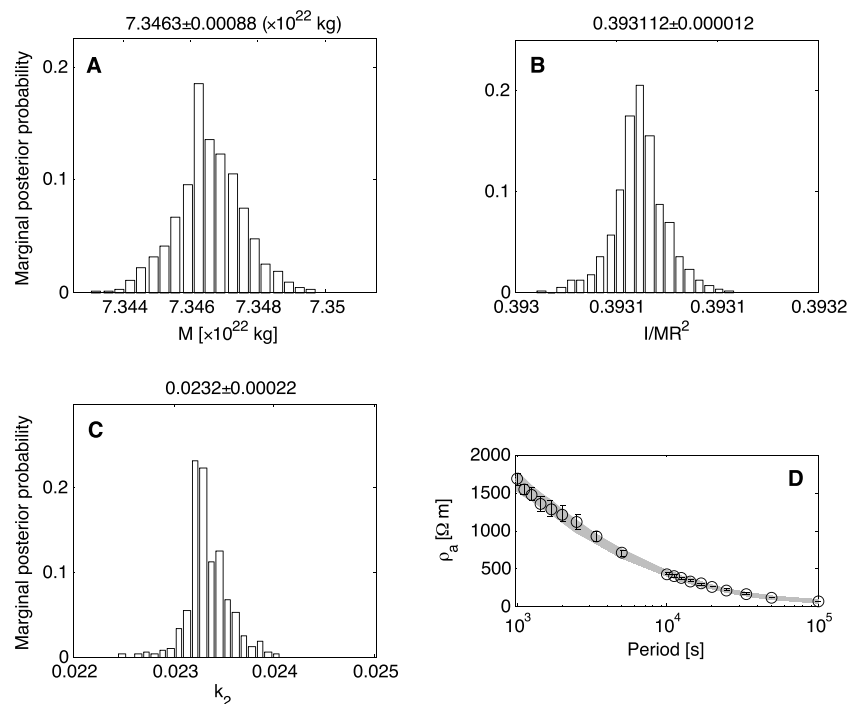 7.3463±0.00088 (×10²² kg)
A
Marginal posterior probability
0.2
0.1
0
7.344 7.346 7.348 7.35
M [×10²² kg]
0.393112±0.000012
B
0.2
0.1
0
0.393 0.3931 0.3931 0.3932
I/MR²
0.0232±0.00022
C
Marginal posterior probability
0.2
0.1
0
0.022 0.023 0.024 0.025
k₂
D
ρₐ [Ω m]
2000
1500
1000
500
0
10³ 10⁴ 10⁵
Period [s]